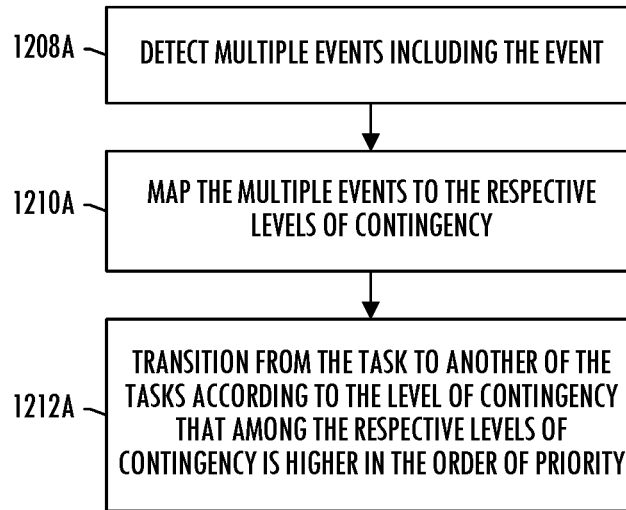 1208A
DETECT MULTIPLE EVENTS INCLUDING THE EVENT
1210A
MAP THE MULTIPLE EVENTS TO THE RESPECTIVE
LEVELS OF CONTINGENCY
1212A
TRANSITION FROM THE TASK TO ANOTHER OF THE
TASKS ACCORDING TO THE LEVEL OF CONTINGENCY
THAT AMONG THE RESPECTIVE LEVELS OF
CONTINGENCY IS HIGHER IN THE ORDER OF PRIORITY